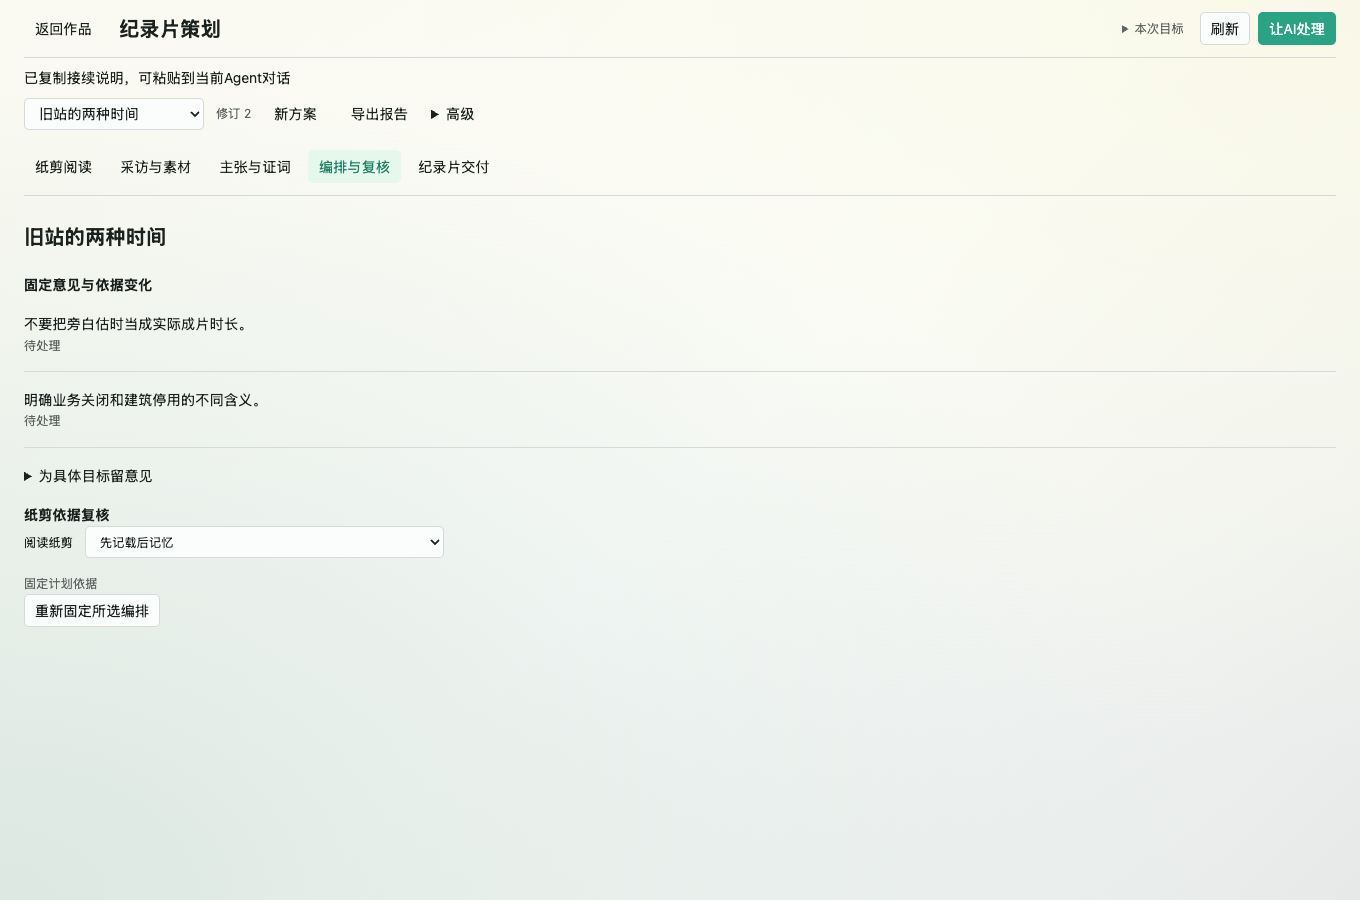 返回作品 纪录片策划 ▶ 本次目标 刷新 让AI处理
已复制接续说明，可粘贴到当前Agent对话
旧站的两种时间 修订 2 新方案 导出报告 ▶ 高级
纸剪阅读 采访与素材 主张与证词 编排与复核 纪录片交付
旧站的两种时间
固定意见与依据变化
不要把旁白估时当成实际成片时长。
待处理
明确业务关闭和建筑停用的不同含义。
待处理
▶ 为具体目标留意见
纸剪依据复核
阅读纸剪 先记载后记忆
固定计划依据
重新固定所选编排